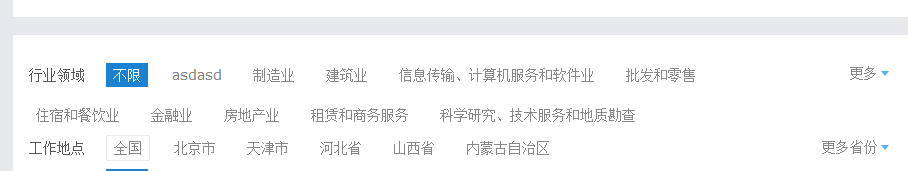 行业领域 不限 asdasd 制造业 建筑业 信息传输、计算机服务和软件业 批发和零售 更多
住宿和餐饮业 金融业 房地产业 租赁和商务服务 科学研究、技术服务和地质勘查
工作地点 全国 北京市 天津市 河北省 山西省 内蒙古自治区 更多省份